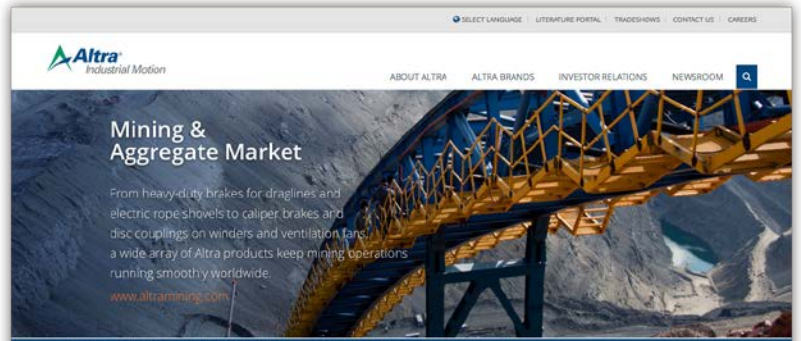 SELECT LANGUAGE | LITERATURE PORTAL | TRADESHOWS | CONTACT US | CAREERS
Altra
Industrial Motion
ABOUT ALTRA ALTRA BRANDS INVESTOR RELATIONS NEWSROOM
Mining &
Aggregate Market
From heavy-duty brakes for draglines and
electric rope shovels to caliper brakes and
disc couplings on winders and ventilation fans,
a wide array of Altra products keep mining operations
running smoothly worldwide.
www.altramining.com